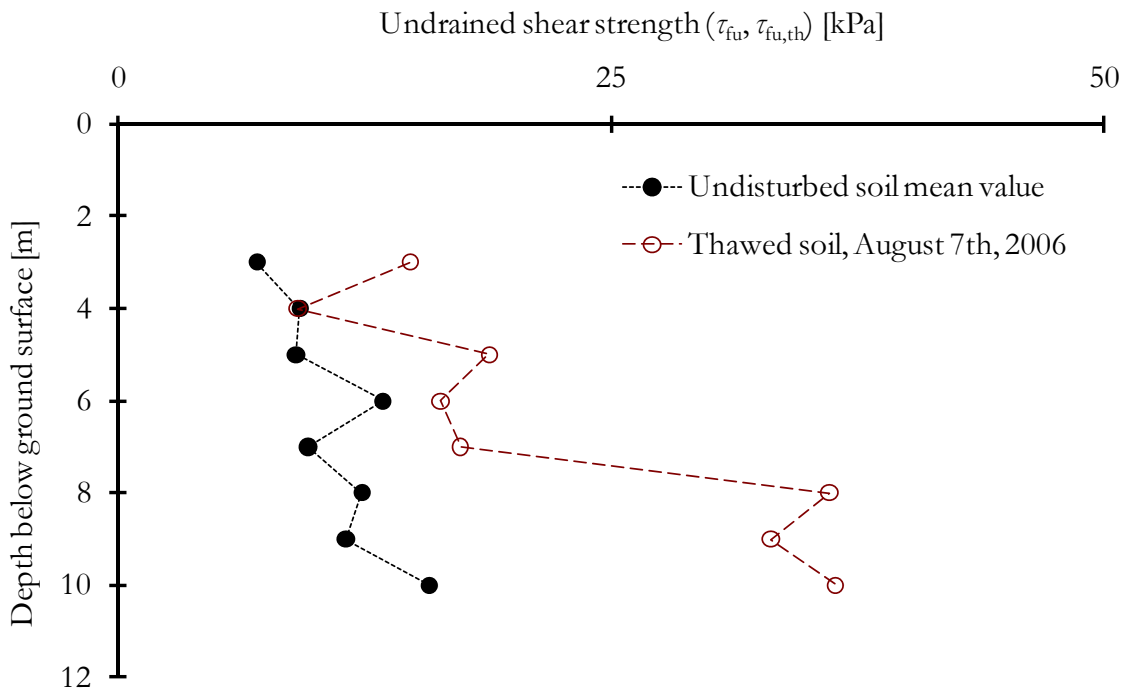 Undrained shear strength (τfu, τfu,th) [kPa]
0 25 50
0
Undisturbed soil mean value
2
Thawed soil, August 7th, 2006
4
6
8
10
12
Depth below ground surface [m]